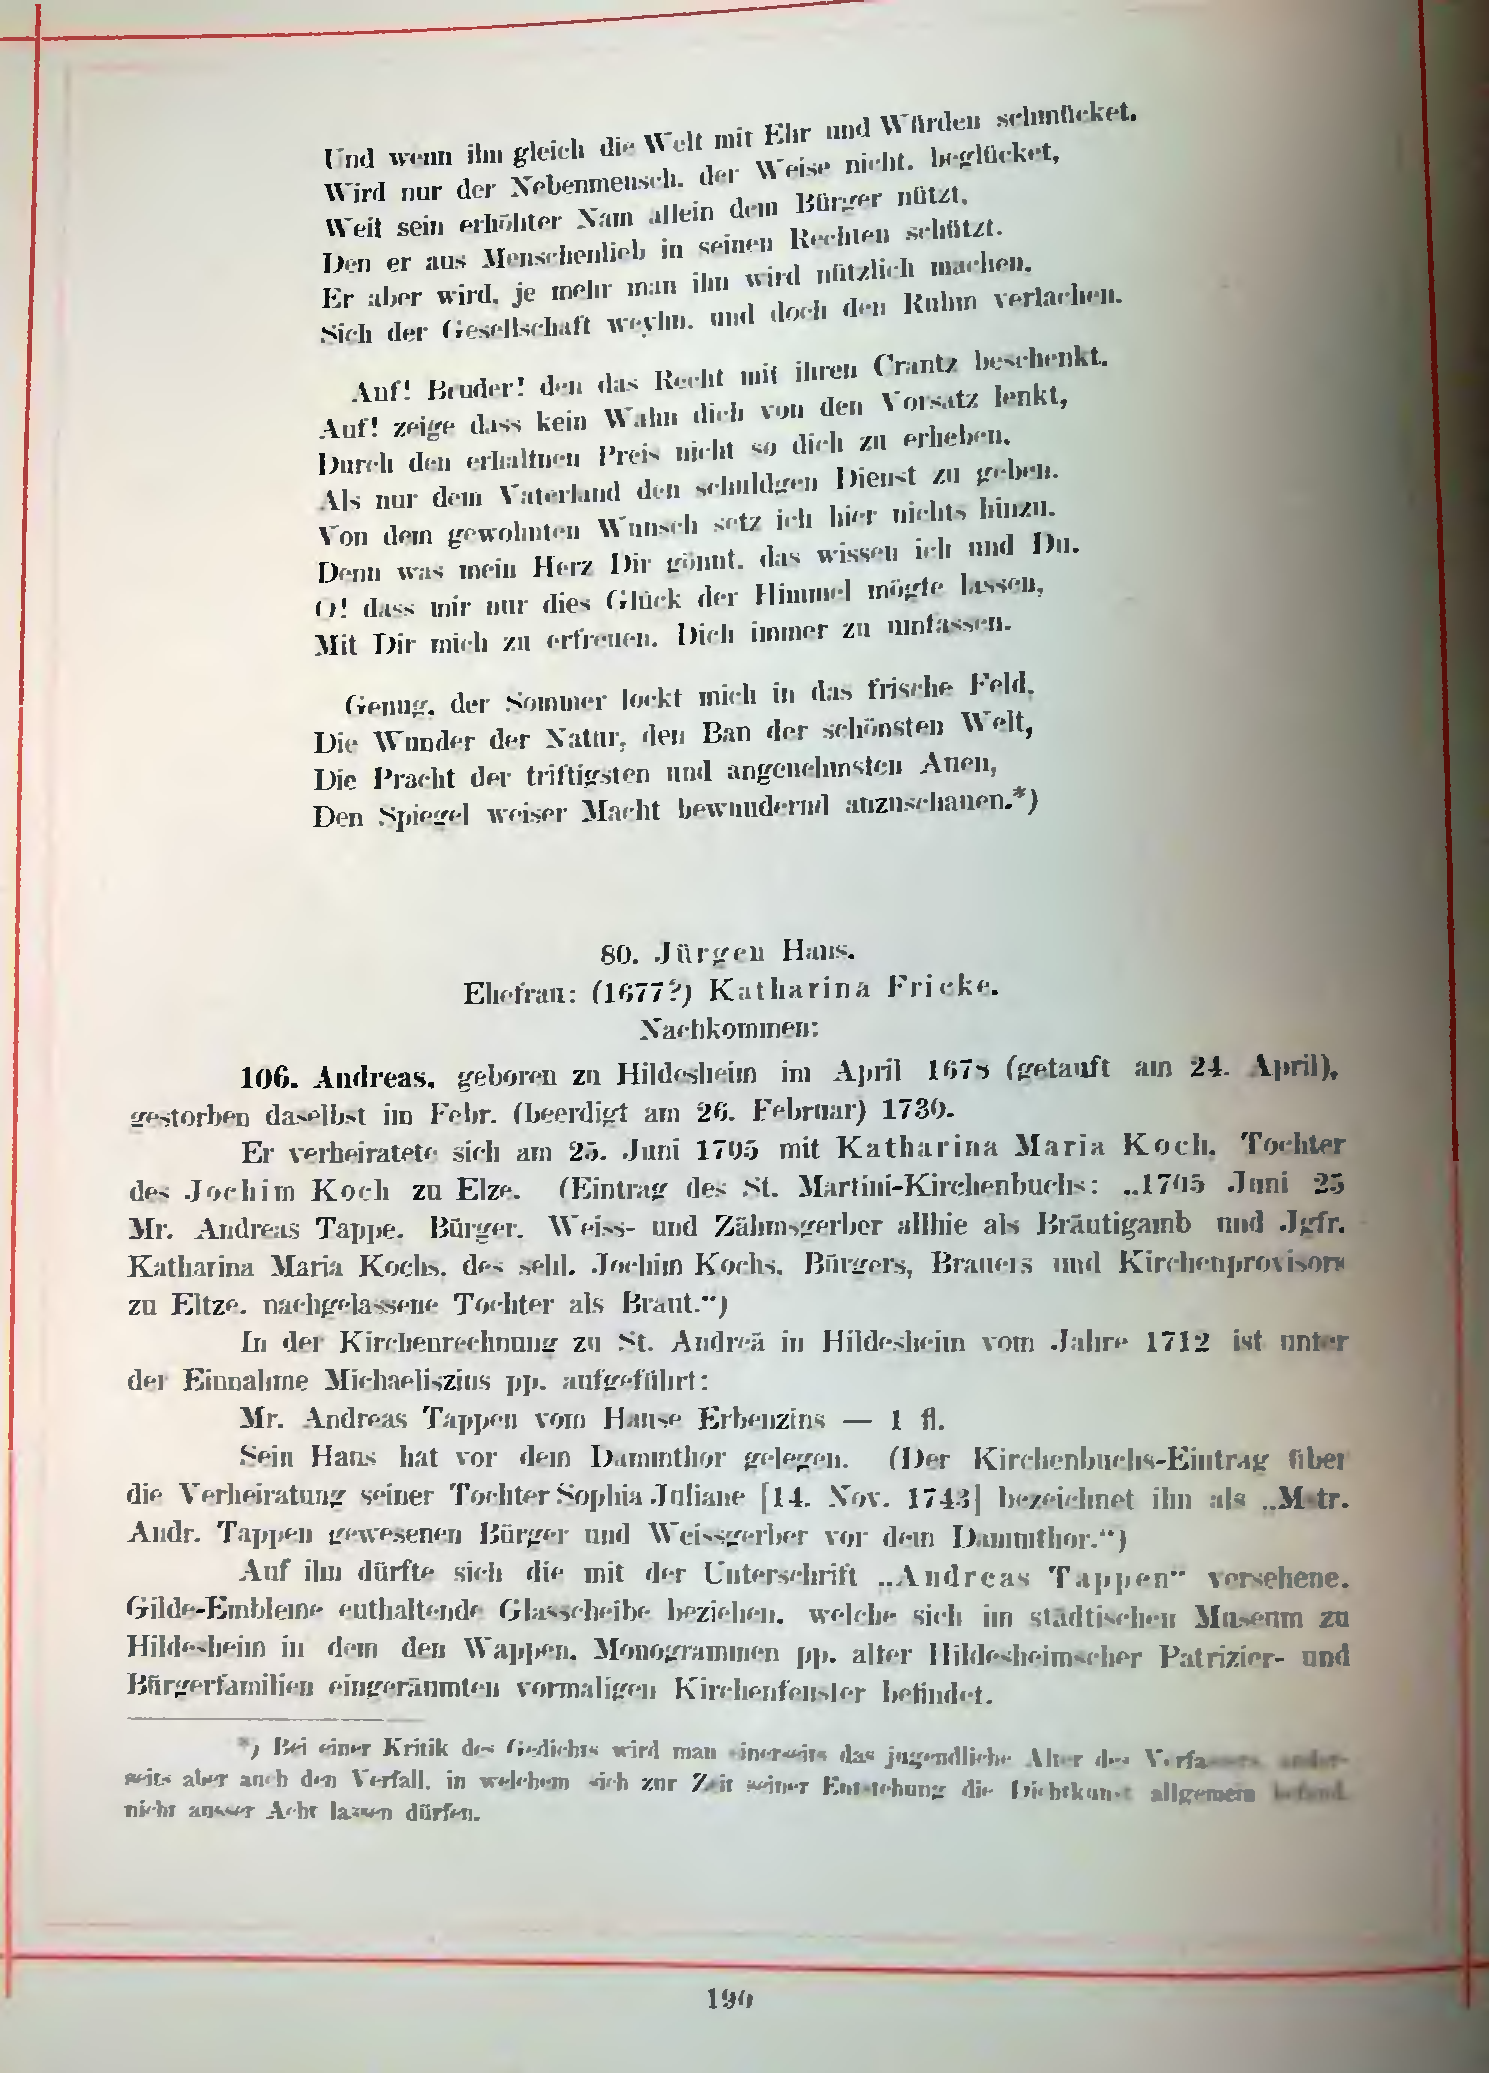 Und wenn ihn gleich die Welt mit Ehr und Würden schmücket,
Wird nur der Nebenmensch, der Weise nicht, beglücket,
Weil sein erhöhter Nam allein dem Bürger nützt,
Den er aus Menschenlieb in seinen Rechten schützt.
Er aber wird, je mehr man ihn wird nützlich machen,
Sich der Gesellschaft weyhn, und doch den Ruhm verlachen.
Auf! Bruder! den das Recht mit ihren Crantz beschenkt,
Auf! zeige dass kein Wahn dich von den Vorsatz lenkt,
Durch den erhaltnen Preis nicht so dich zu erheben,
Als nur dem Vaterland den schuldgen Dienst zu geben.
Von dem gewohnten Wunsch setz ich hier nichts hinzu,
Denn was mein Herz Dir gönnt, das wissen ich und Du.
O! dass mir nur dies Glück der Himmel mögte lassen,
Mit Dir mich zu erfreuen, Dich immer zu umfassen.
Genug, der Sommer lockt mich in das frische Feld,
Die Wunder der Natur, den Bau der schönsten Welt,
Die Pracht der triftigsten und angenehmsten Auen,
Den Spiegel weiser Macht bewundernd anzuschauen.*)
80. Jürgen Hans.
Ehefrau: (1677?) Katharina Fricke.
Nachkommen:
106. Andreas, geboren zu Hildesheim im April 1678 (getauft am 24. April),
gestorben daselbst im Febr. (beerdigt am 26. Februar) 1730.
Er verheiratete sich am 25. Juni 1705 mit Katharina Maria Koch, Tochter
des Jochim Koch zu Elze. (Eintrag des St. Martini-Kirchenbuchs: „1705 Juni 25
Mr. Andreas Tappe, Bürger, Weiss- und Zähmsgerber allhie als Bräutigamb und Jgfr.
Katharina Maria Kochs, des sehl. Jochim Kochs, Bürgers, Brauers und Kirchenprovisors
zu Eltze, nachgelassene Tochter als Braut.“)
In der Kirchenrechnung zu St. Andreä in Hildesheim vom Jahre 1712 ist unter
der Einnahme Michaeliszins pp. aufgeführt:
Mr. Andreas Tappen vom Hause Erbenzins — 1 fl.
Sein Haus hat vor dem Dammthor gelegen. (Der Kirchenbuchs-Eintrag über
die Verheiratung seiner Tochter Sophia Juliane [14. Nov. 1743] bezeichnet ihn als „Mstr.
Andr. Tappen gewesenen Bürger und Weissgerber vor dem Dammthor.“)
Auf ihn dürfte sich die mit der Unterschrift „Andreas Tappen“ versehene,
Gilde-Embleme enthaltende Glasscheibe beziehen, welche sich im städtischen Museum zu
Hildesheim in dem den Wappen, Monogrammen pp. alter Hildesheimscher Patrizier- und
Bürgerfamilien eingeräumten vormaligen Kirchenfensler befindet.
*) Bei einer Kritik des Gedichts wird man einerseits das jugendliche Alter des Verfassers, ander-
seits aber auch den Verfall, in welchem sich zur Zeit seiner Entstehung die Dichtkunst allgemein befand,
nicht ausser Acht lassen dürfen.
190